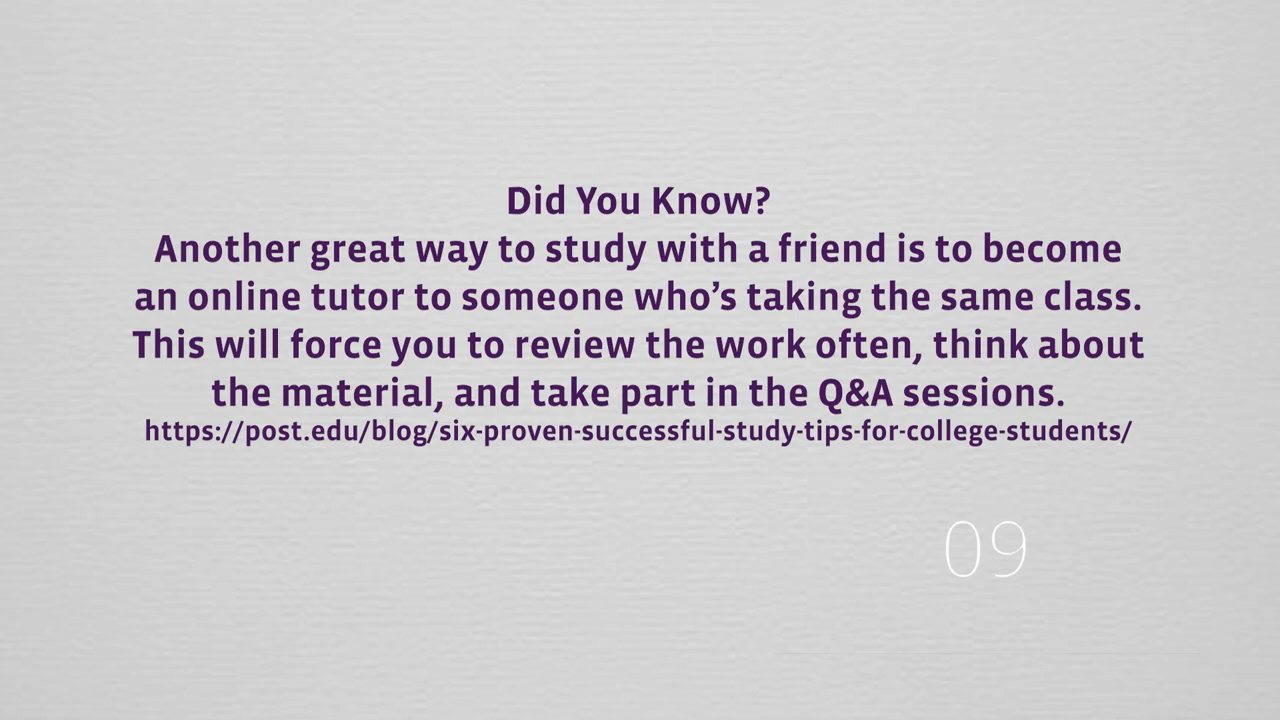 Did You Know?
Another great way to study with a friend is to become
an online tutor to someone who’s taking the same class.
This will force you to review the work often, think about
the material, and take part in the Q&A sessions.
https://post.edu/blog/six-proven-successful-study-tips-for-college-students/
09